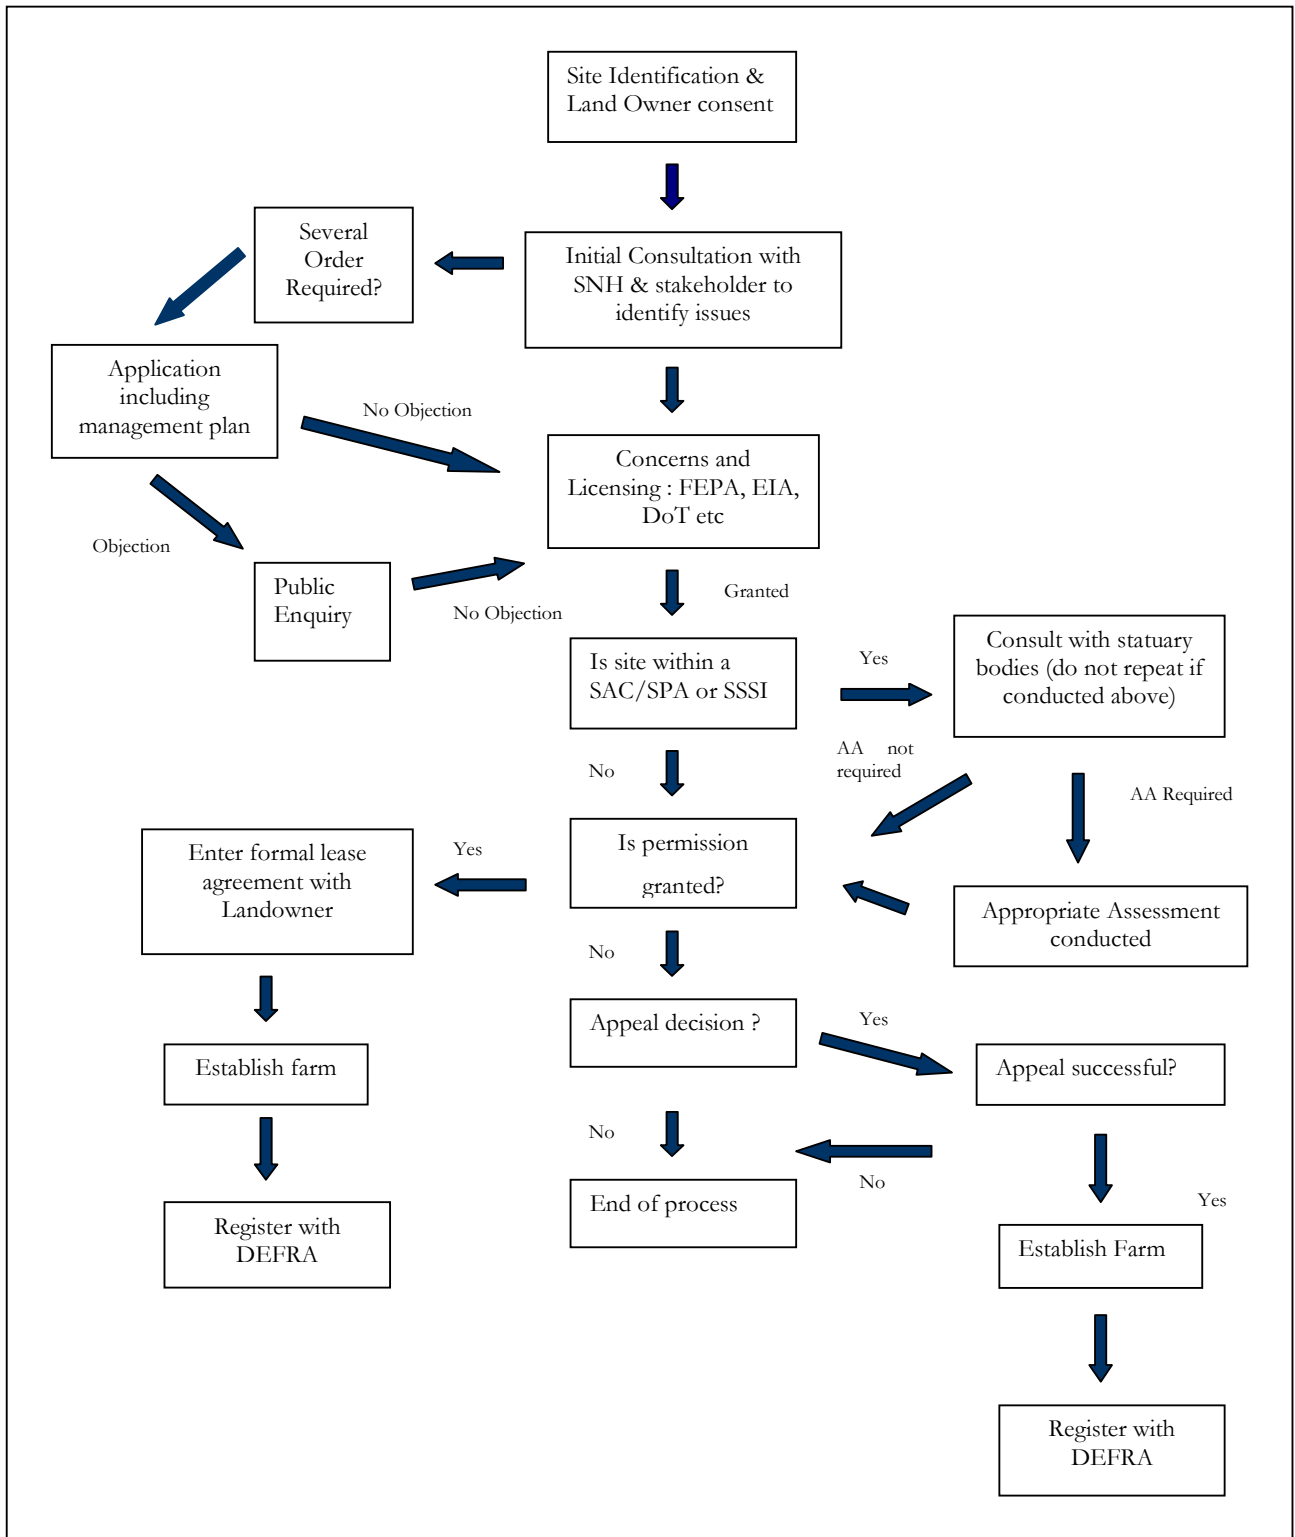 Site Identification &
Land Owner consent
Several
Order
Required?
Initial Consultation with
SNH & stakeholder to
identify issues
Application
including
management plan
No Objection
Concerns and
Licensing : FEPA, EIA,
DoT etc
Objection
Public
Enquiry
No Objection
Granted
Is site within a
SAC/SPA or SSSI
Yes
Consult with statuary
bodies (do not repeat if
conducted above)
No
AA not
required
AA Required
Enter formal lease
agreement with
Landowner
Yes
Is permission
granted?
Appropriate Assessment
conducted
No
Establish farm
Appeal decision ?
Yes
Appeal successful?
No
No
Register with
DEFRA
End of process
Yes
Establish Farm
Register with
DEFRA